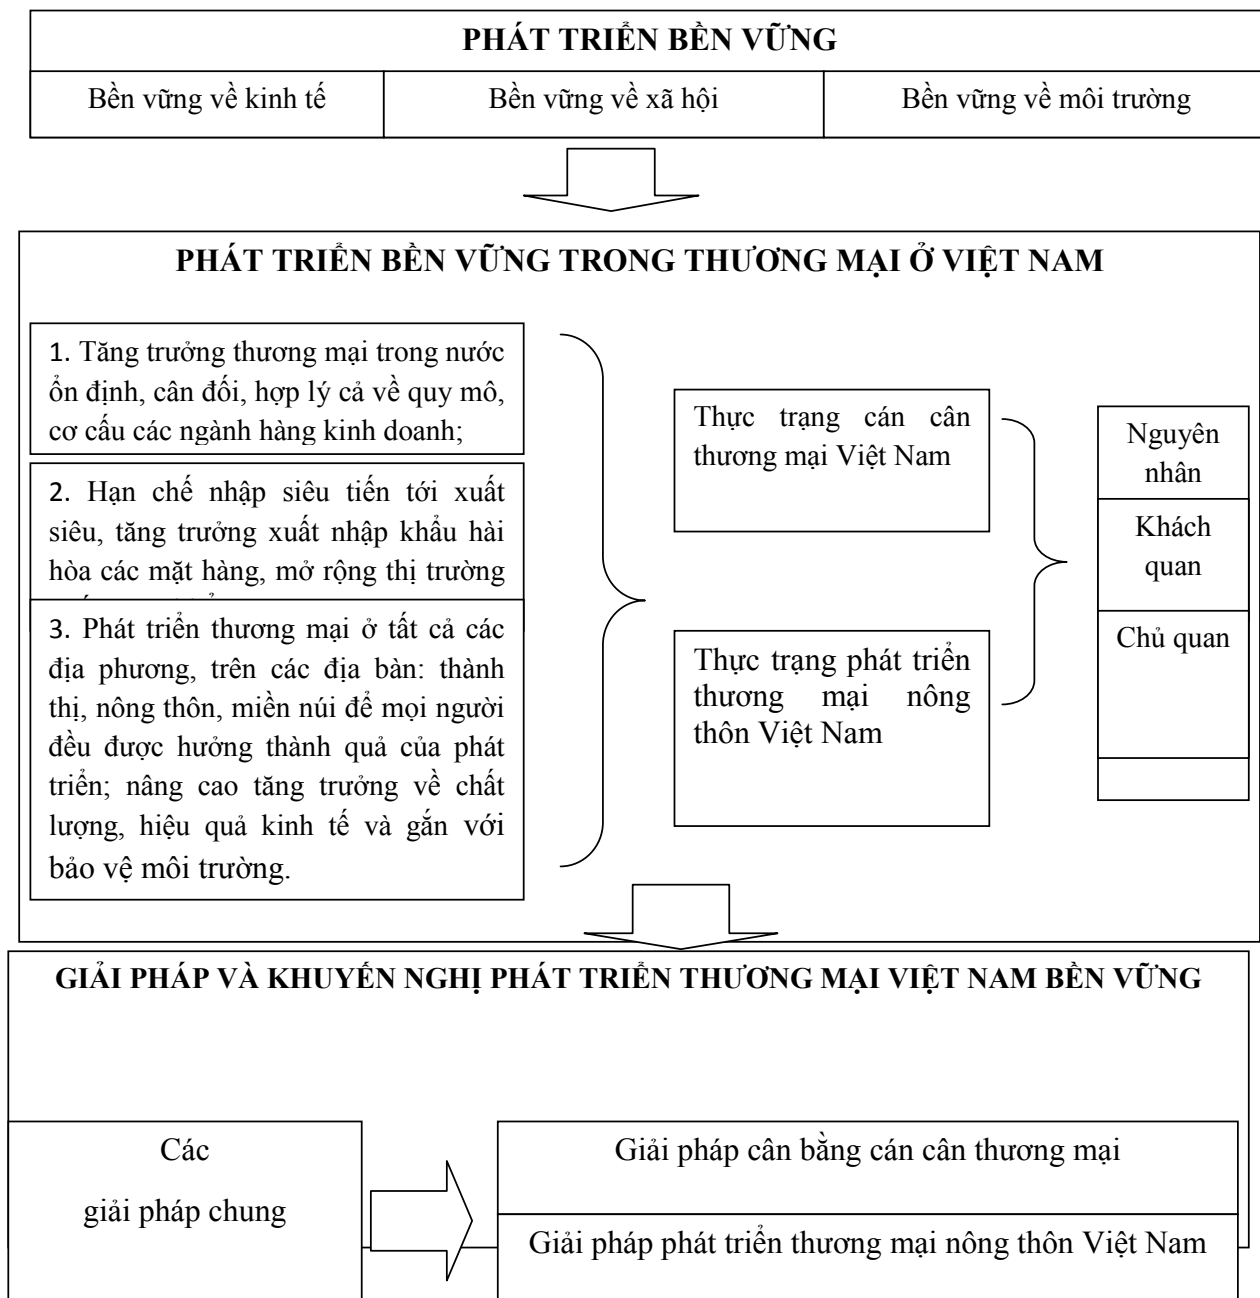 PHÁT TRIỂN BỀN VỮNG
Bền vững về kinh tế
Bền vững về xã hội
Bền vững về môi trường
PHÁT TRIỂN BỀN VỮNG TRONG THƯƠNG MẠI Ở VIỆT NAM
1. Tăng trưởng thương mại trong nước
ổn định, cân đối, hợp lý cả về quy mô,
cơ cấu các ngành hàng kinh doanh;
2. Hạn chế nhập siêu tiến tới xuất
siêu, tăng trưởng xuất nhập khẩu hài
hòa các mặt hàng, mở rộng thị trường
3. Phát triển thương mại ở tất cả các
địa phương, trên các địa bàn: thành
thị, nông thôn, miền núi để mọi người
đều được hưởng thành quả của phát
triển; nâng cao tăng trưởng về chất
lượng, hiệu quả kinh tế và gắn với
bảo vệ môi trường.
Thực trạng cán cân
thương mại Việt Nam
Thực trạng phát triển
thương mại nông
thôn Việt Nam
Nguyên
nhân
Khách
quan
Chủ quan
GIẢI PHÁP VÀ KHUYẾN NGHỊ PHÁT TRIỂN THƯƠNG MẠI VIỆT NAM BỀN VỮNG
Các
giải pháp chung
Giải pháp cân bằng cán cân thương mại
Giải pháp phát triển thương mại nông thôn Việt Nam